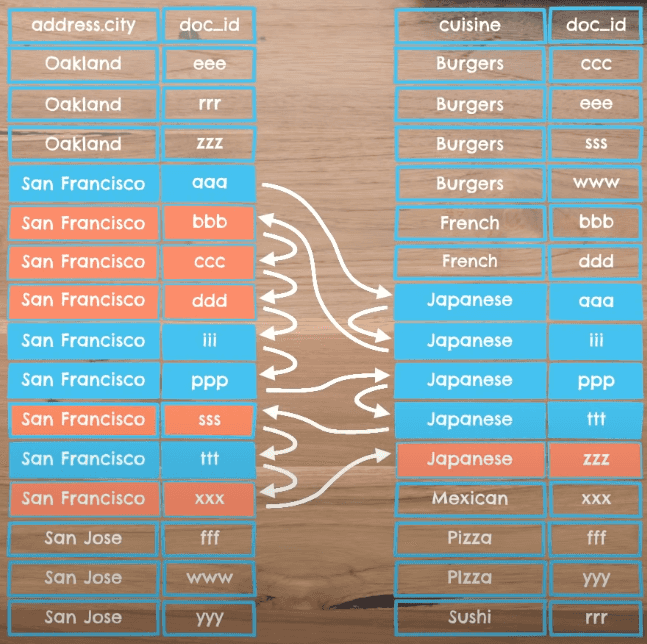 address.city doc_id cuisine doc_id
Oakland eee Burgers ccc
Oakland rrr Burgers eee
Oakland zzz Burgers sss
San Francisco aaa Burgers www
San Francisco bbb French bbb
San Francisco ccc French ddd
San Francisco ddd Japanese aaa
San Francisco iii Japanese iii
San Francisco ppp Japanese ppp
San Francisco sss Japanese ttt
San Francisco ttt Japanese zzz
San Francisco xxx Mexican xxx
San Jose fff Pizza fff
San Jose www PIzza yyy
San Jose yyy Sushi rrr